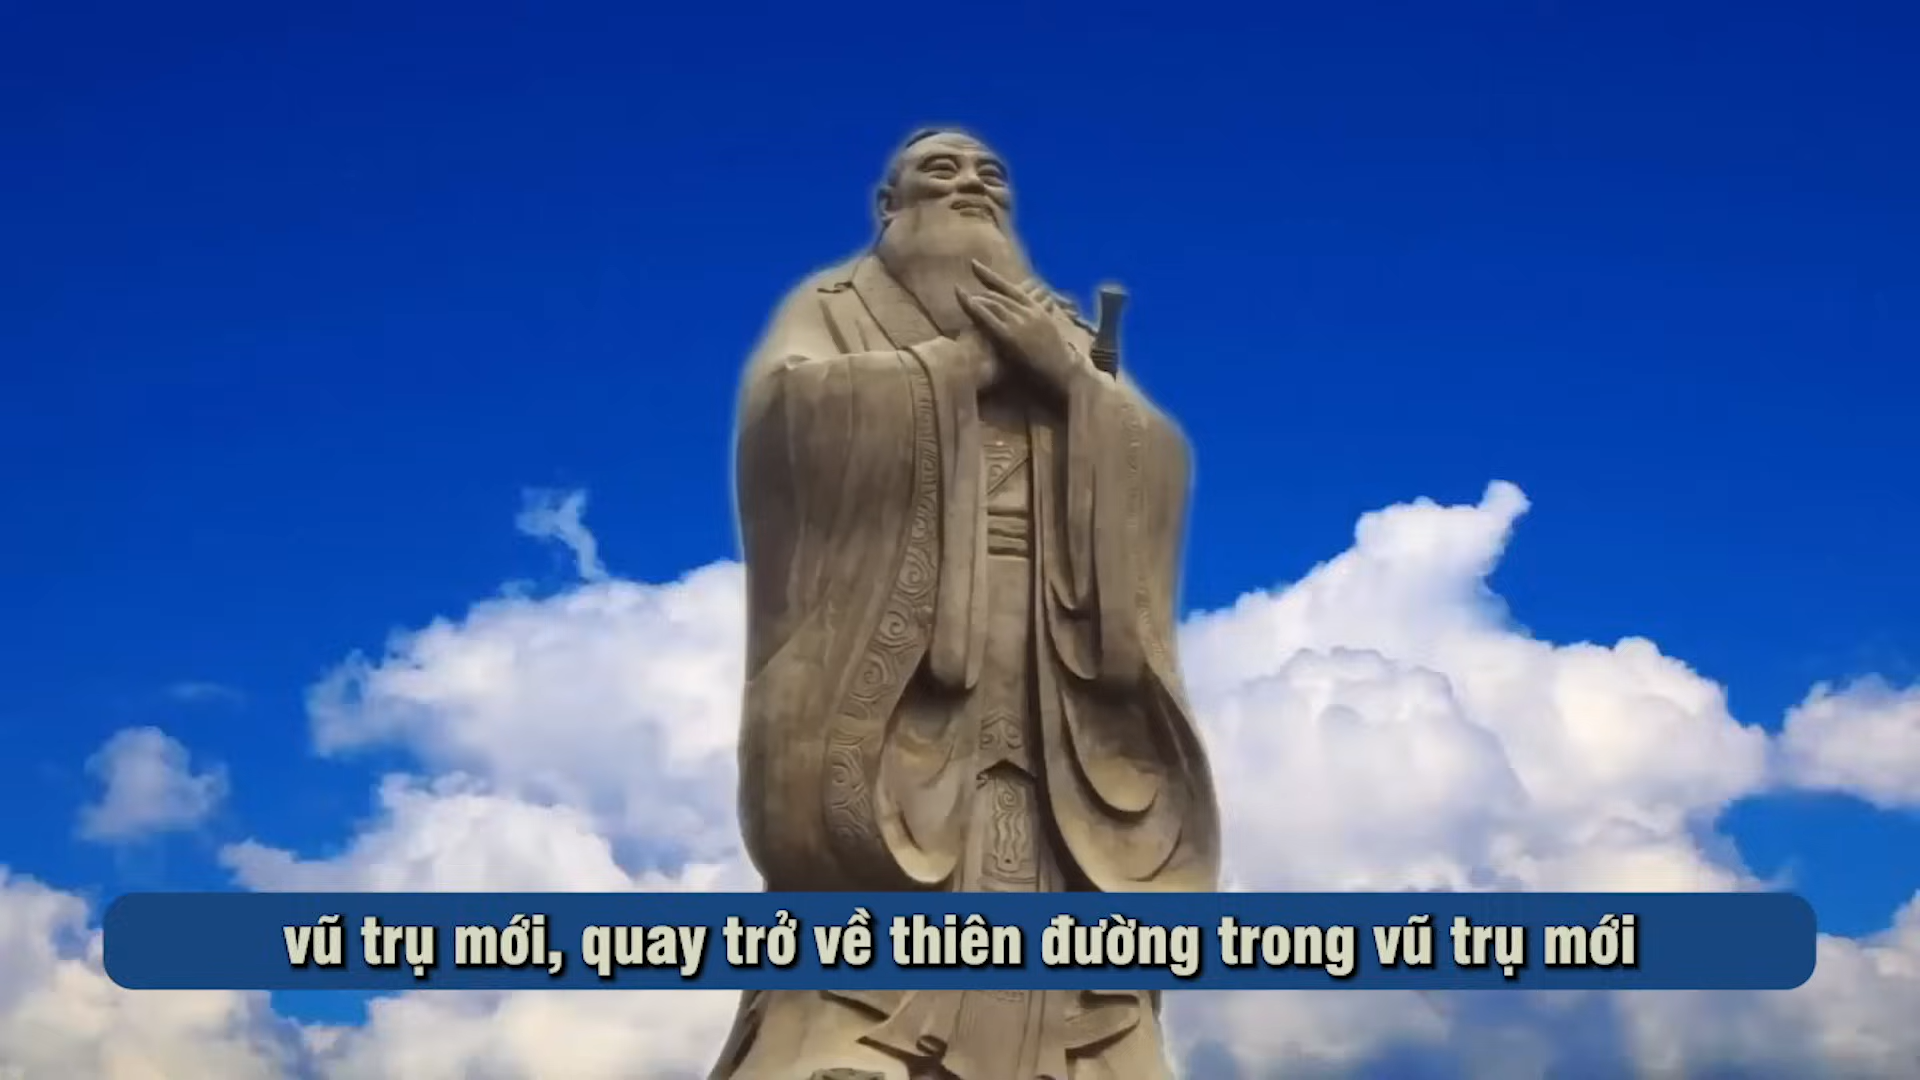 vũ trụ mới, quay trở về thiên đường trong vũ trụ mới